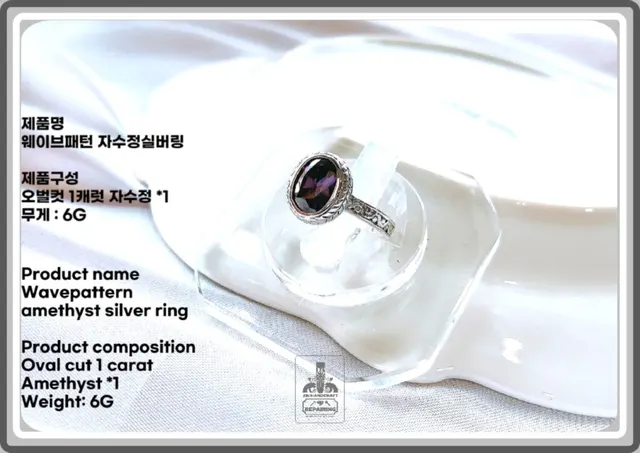 제품명
웨이브패턴 자수정실버링
제품구성
오벌컷 1캐럿 자수정 *1
무게 : 6G
Product name
Wavepattern
amethyst silver ring
Product composition
Oval cut 1 carat
Amethyst *1
Weight: 6G
REPAIRING